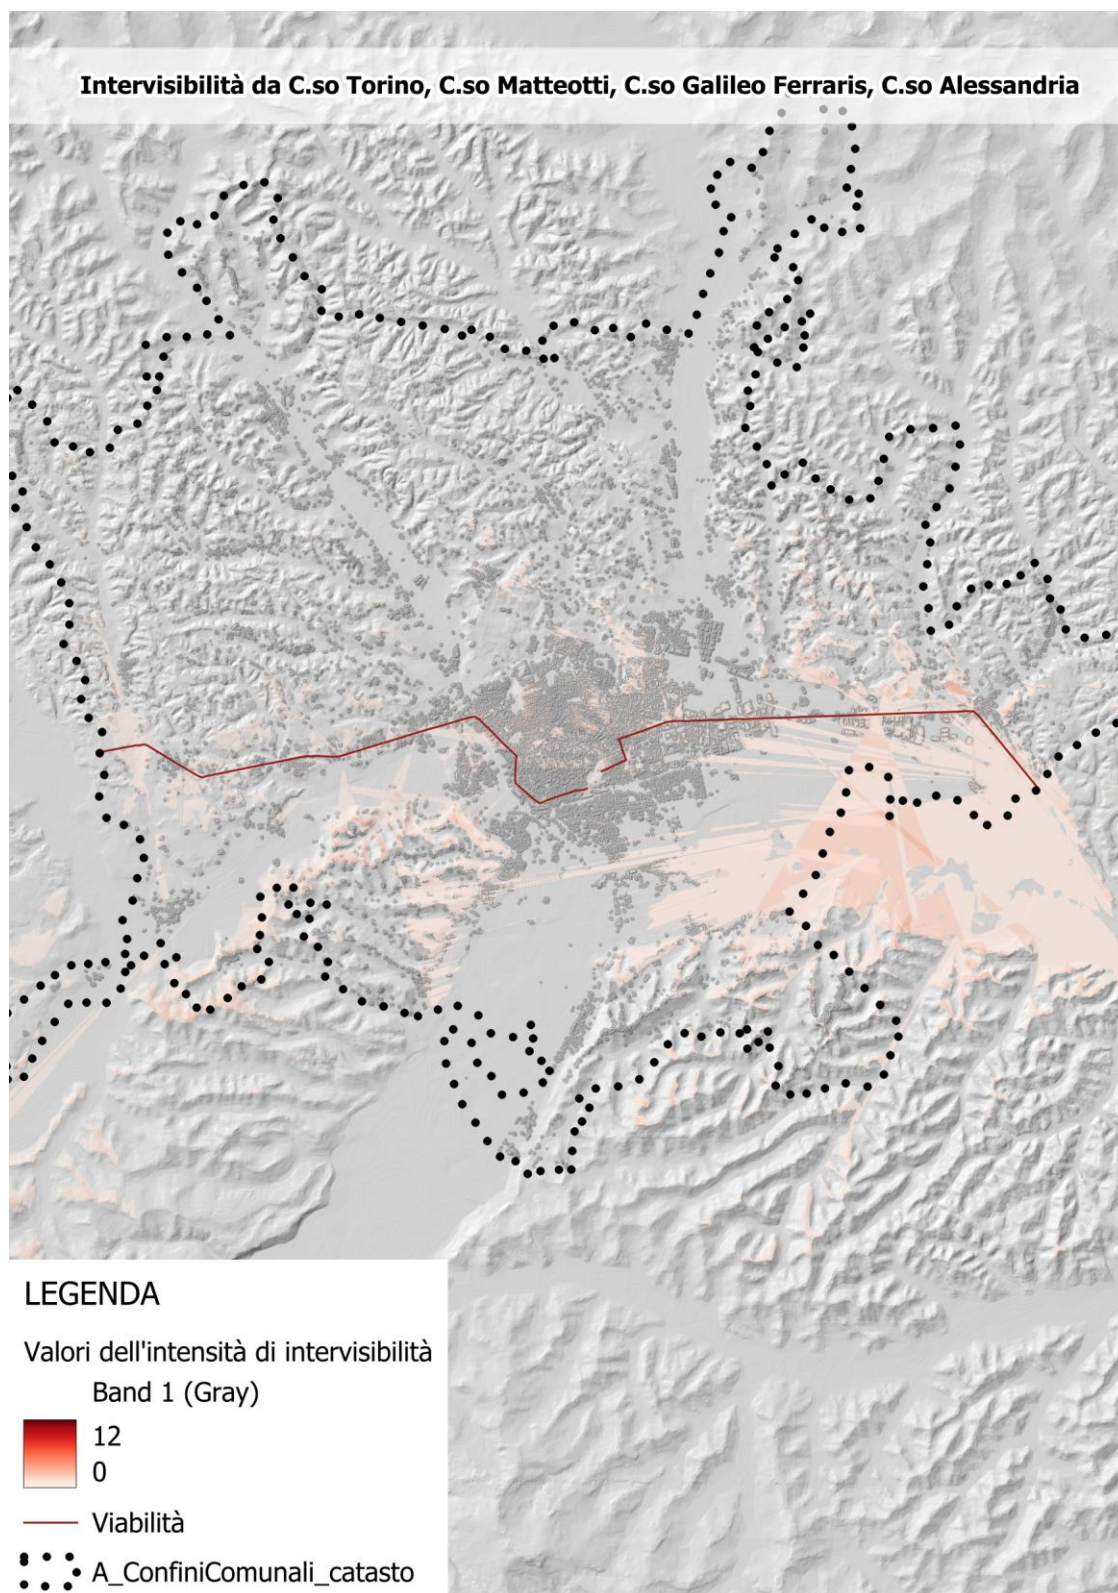 Intervisibilità da C.so Torino, C.so Matteotti, C.so Galileo Ferraris, C.so Alessandria
LEGENDA
Valori dell'intensità di intervisibilità
Band 1 (Gray)
12
0
Viabilità
A_ConfiniComunali_catasto